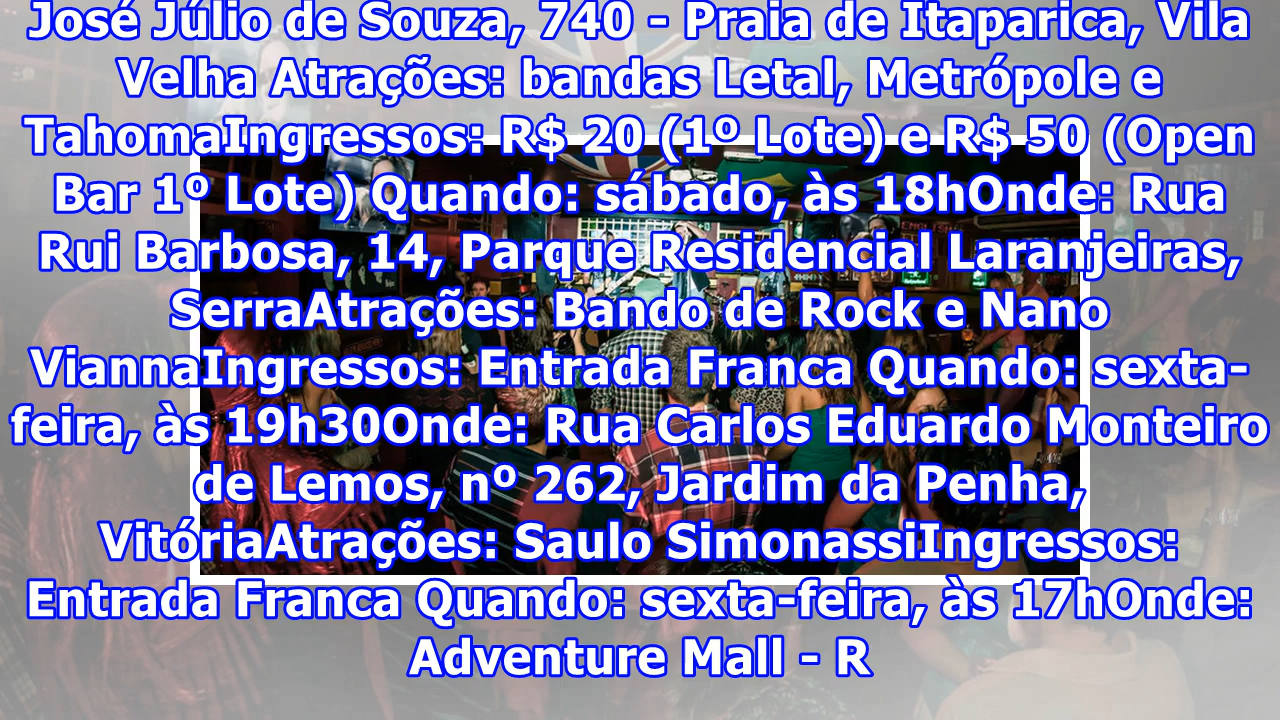 José Júlio de Souza, 740 - Praia de Itaparica, Vila
Velha Atrações: bandas Letal, Metrópole e
TahomaIngressos: R$ 20 (1º Lote) e R$ 50 (Open
Bar 1º Lote) Quando: sábado, às 18hOnde: Rua
Rui Barbosa, 14, Parque Residencial Laranjeiras,
SerraAtrações: Bando de Rock e Nano
ViannaIngressos: Entrada Franca Quando: sexta-
feira, às 19h30Onde: Rua Carlos Eduardo Monteiro
de Lemos, nº 262, Jardim da Penha,
VitóriaAtrações: Saulo SimonassiIngressos:
Entrada Franca Quando: sexta-feira, às 17hOnde:
Adventure Mall - R